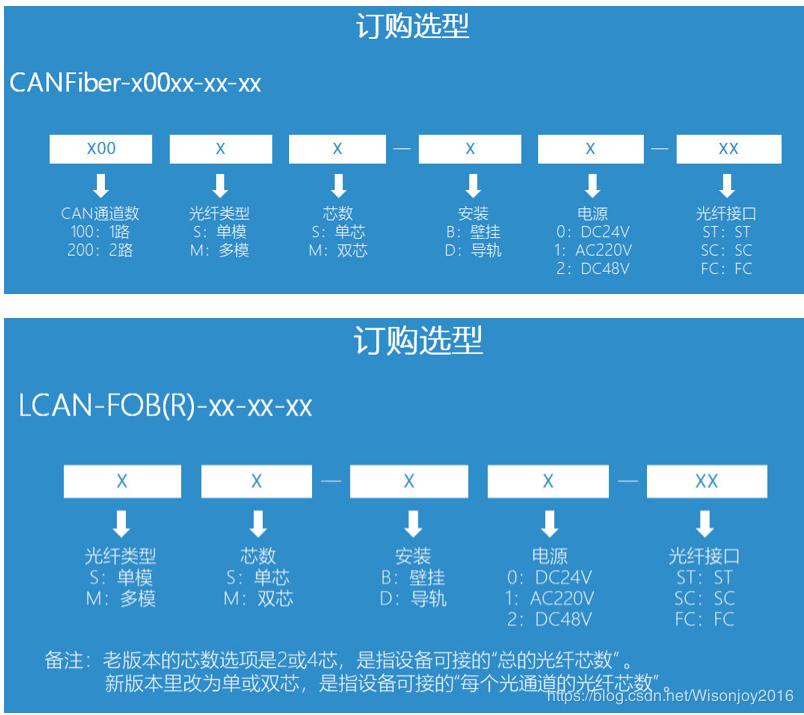 订购选型
CANFiber-x00xx-xx-xx
X00 X X — X X — XX
CAN通道数 光纤类型 芯数 安装 电源 光纤接口
100：1路 S：单模 S：单芯 B：壁挂 0：DC24V ST：ST
200：2路 M：多模 M：双芯 D：导轨 1：AC220V SC：SC
2：DC48V FC：FC
订购选型
LCAN-FOB(R)-xx-xx-xx
X X — X X — XX
光纤类型 芯数 安装 电源 光纤接口
S：单模 S：单芯 B：壁挂 0：DC24V ST：ST
M：多模 M：双芯 D：导轨 1：AC220V SC：SC
2：DC48V FC：FC
备注：老版本的芯数选项是2或4芯，是指设备可接的“总的光纤芯数”。
新版本里改为单或双芯，是指设备可接的“每个光通道的光纤芯数”。
https://blog.csdn.net/Wisonjoy2016